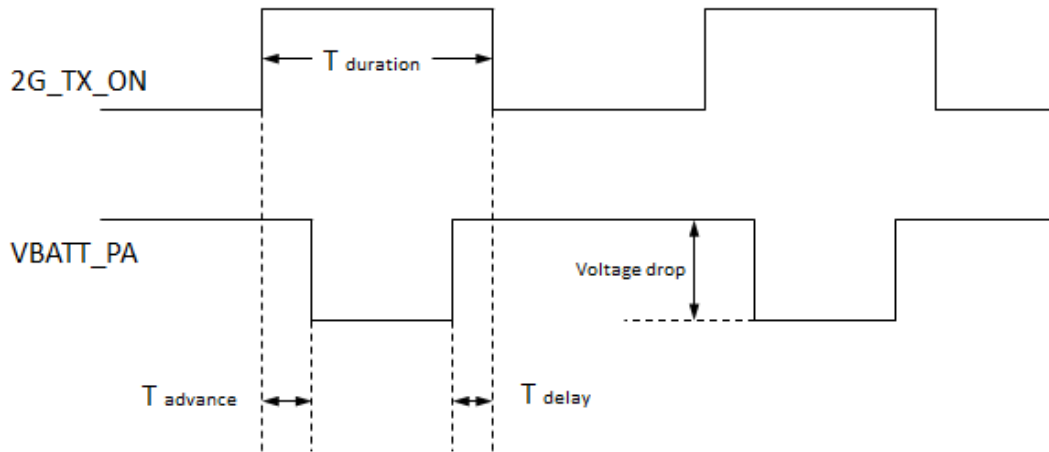 T duration
2G_TX_ON
VBATT_PA
Voltage drop
T advance
T delay